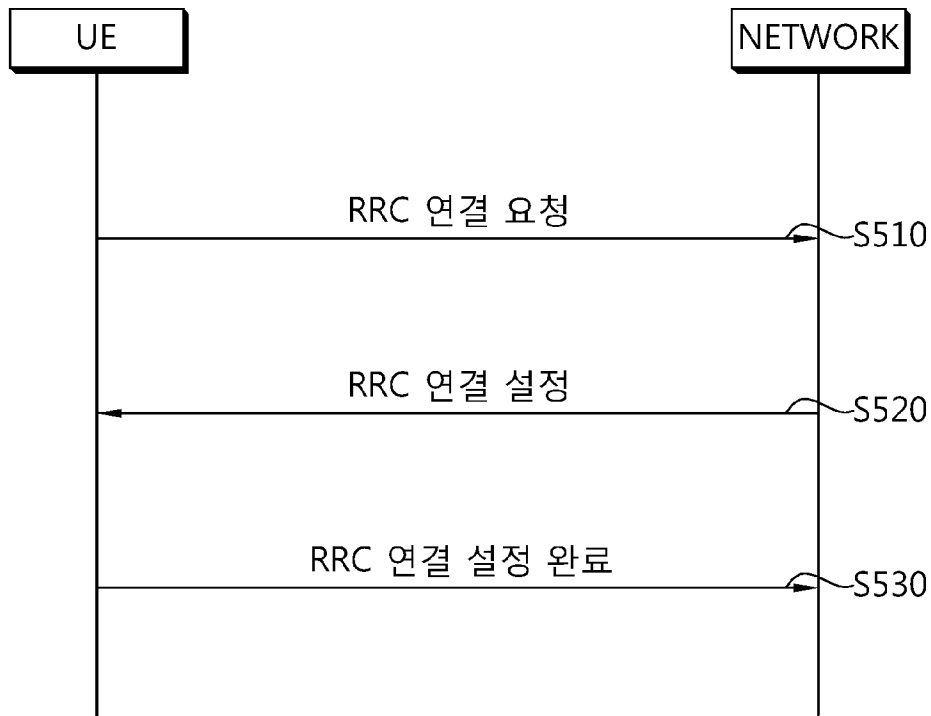 UE
NETWORK
RRC 연결 요청
S510
RRC 연결 설정
S520
RRC 연결 설정 완료
S530